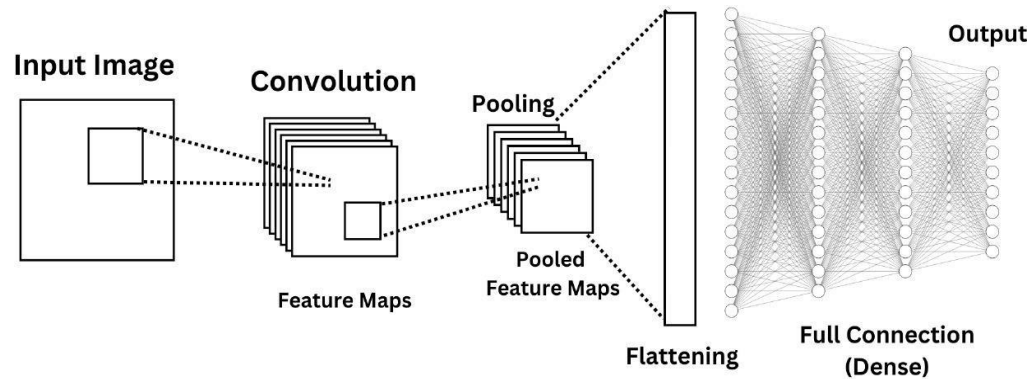 Input Image
Convolution
Feature Maps
Pooling
Pooled
Feature Maps
Flattening
Output
Full Connection
(Dense)